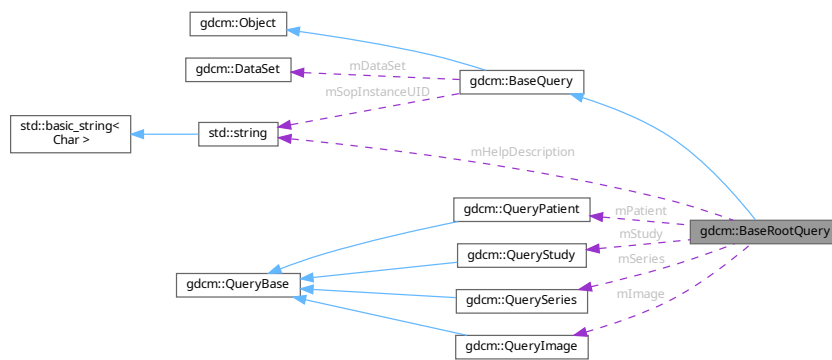 gdcm::Object
gdcm::DataSet
mDataSet
gdcm::BaseQuery
mSopInstanceUID
std::basic_string<
Char >
std::string
mHelpDescription
gdcm::QueryPatient
mPatient
gdcm::BaseRootQuery
mStudy
gdcm::QueryStudy
mSeries
gdcm::QueryBase
mImage
gdcm::QuerySeries
gdcm::QueryImage